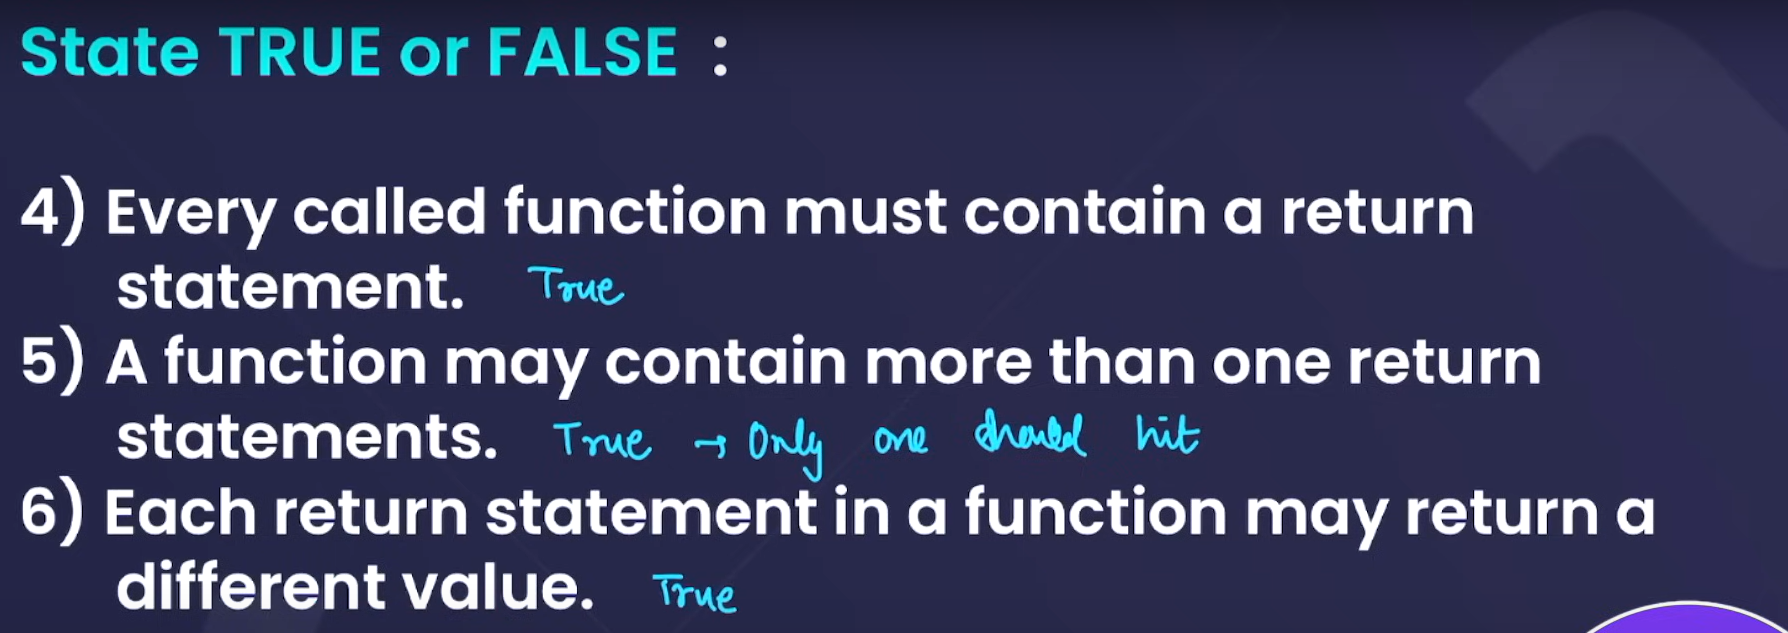 State TRUE or FALSE :
4) Every called function must contain a return
statement. True
5) A function may contain more than one return
statements. True → Only one should hit
6) Each return statement in a function may return a
different value. True